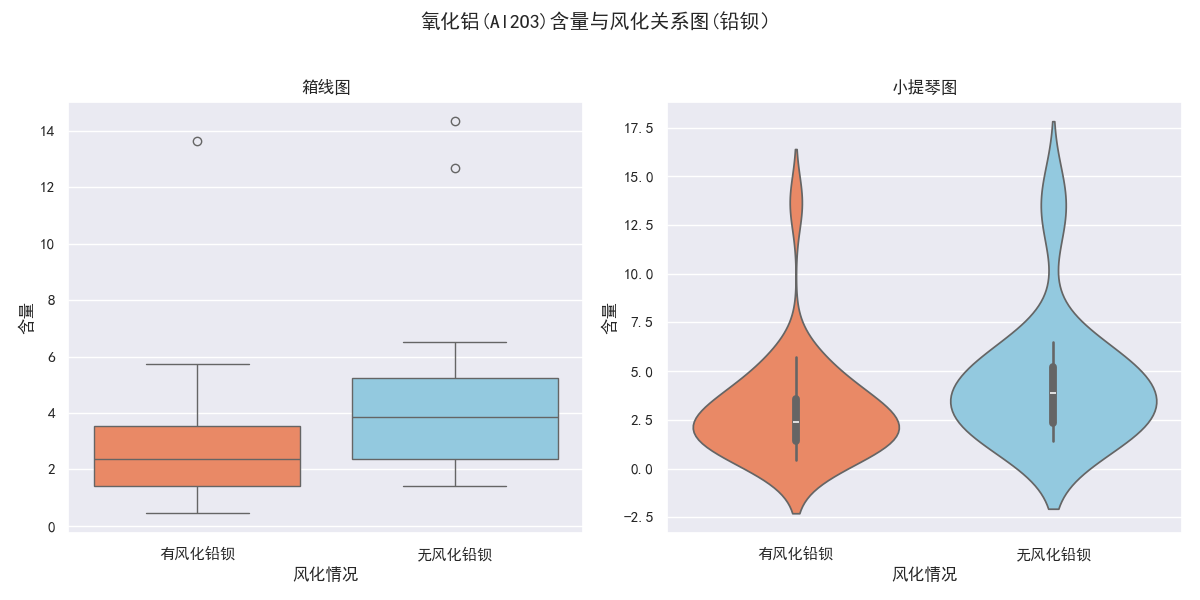 氧化铝(Al2O3)含量与风化关系图(铅钡)
箱线图
14
12
10
8
6
4
2
0
含量
有风化铅钡
无风化铅钡
风化情况
小提琴图
17.5
15.0
12.5
10.0
7.5
5.0
2.5
0.0
−2.5
含量
有风化铅钡
无风化铅钡
风化情况